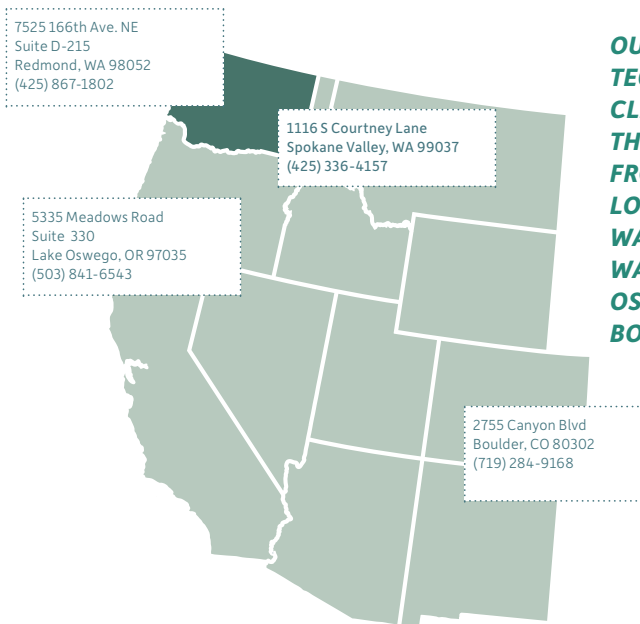 7525 166th Ave. NE
Suite D-215
Redmond, WA 98052
(425) 867-1802
1116 S Courtney Lane
Spokane Valley, WA 99037
(425) 336-4157
5335 Meadows Road
Suite 330
Lake Oswego, OR 97035
(503) 841-6543
2755 Canyon Blvd
Boulder, CO 80302
(719) 284-9168